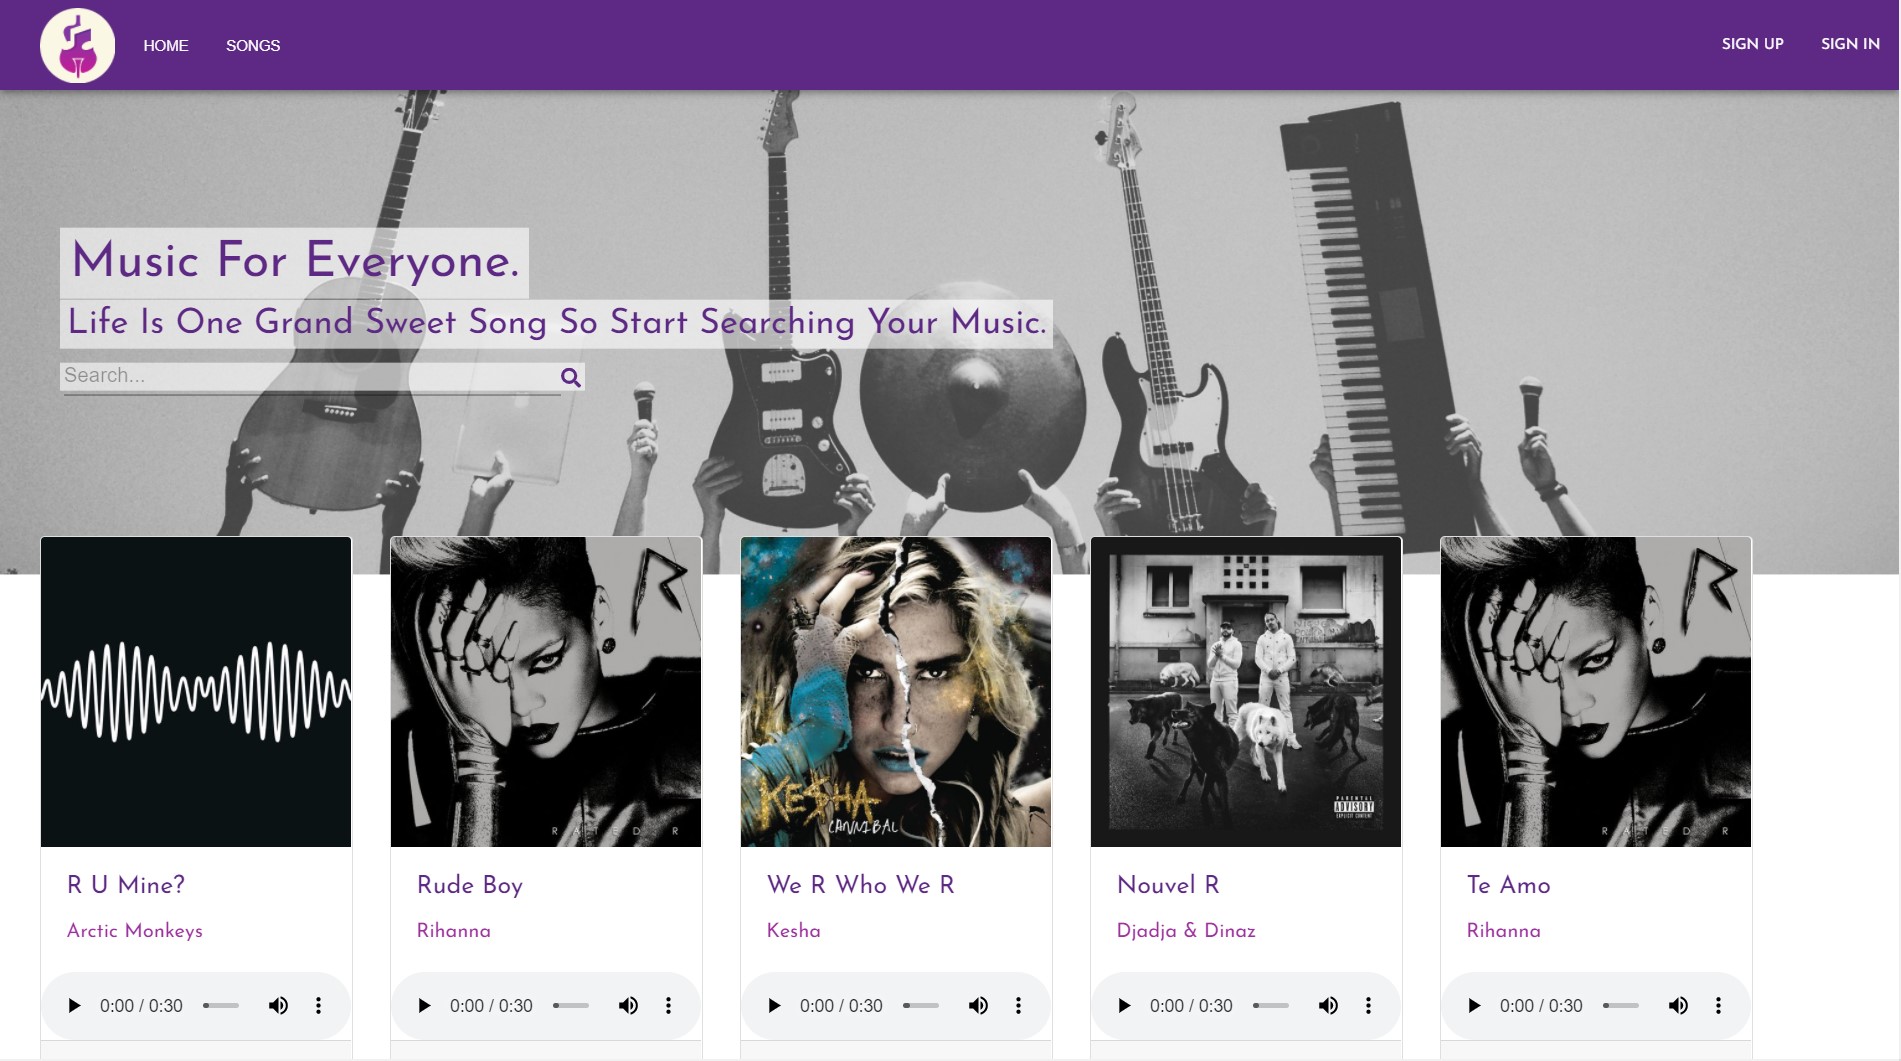 HOME SONGS SIGN UP SIGN IN
Music For Everyone.
Life Is One Grand Sweet Song So Start Searching Your Music.
Search...
R
RATED R
KE$HA
CANNIBAL
PARENTAL
ADVISORY
EXPLICIT CONTENT
R
RATED R
R U Mine?
Arctic Monkeys
0:00 / 0:30
Rude Boy
Rihanna
0:00 / 0:30
We R Who We R
Kesha
0:00 / 0:30
Nouvel R
Djadja & Dinaz
0:00 / 0:30
Te Amo
Rihanna
0:00 / 0:30